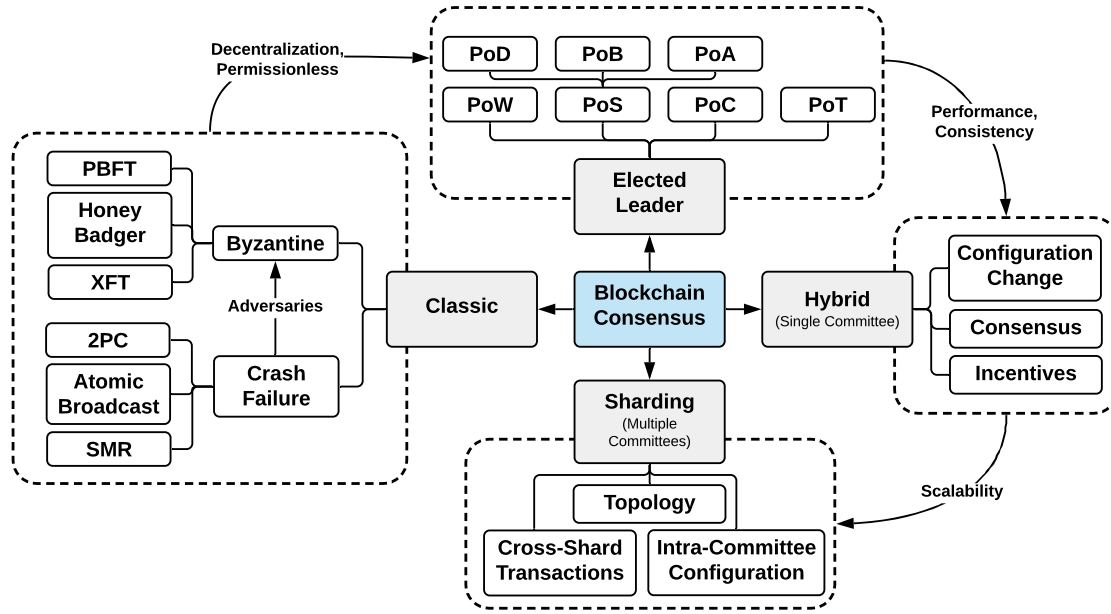 Decentralization,
Permissionless
PoD
PoB
PoA
PoW
PoS
PoC
PoT
Elected
Leader
Performance,
Consistency
PBFT
Honey
Badger
XFT
Byzantine
Adversaries
2PC
Atomic
Broadcast
SMR
Crash
Failure
Classic
Blockchain
Consensus
Hybrid
(Single Committee)
Configuration
Change
Consensus
Incentives
Sharding
(Multiple
Committees)
Topology
Cross-Shard
Transactions
Intra-Committee
Configuration
Scalability